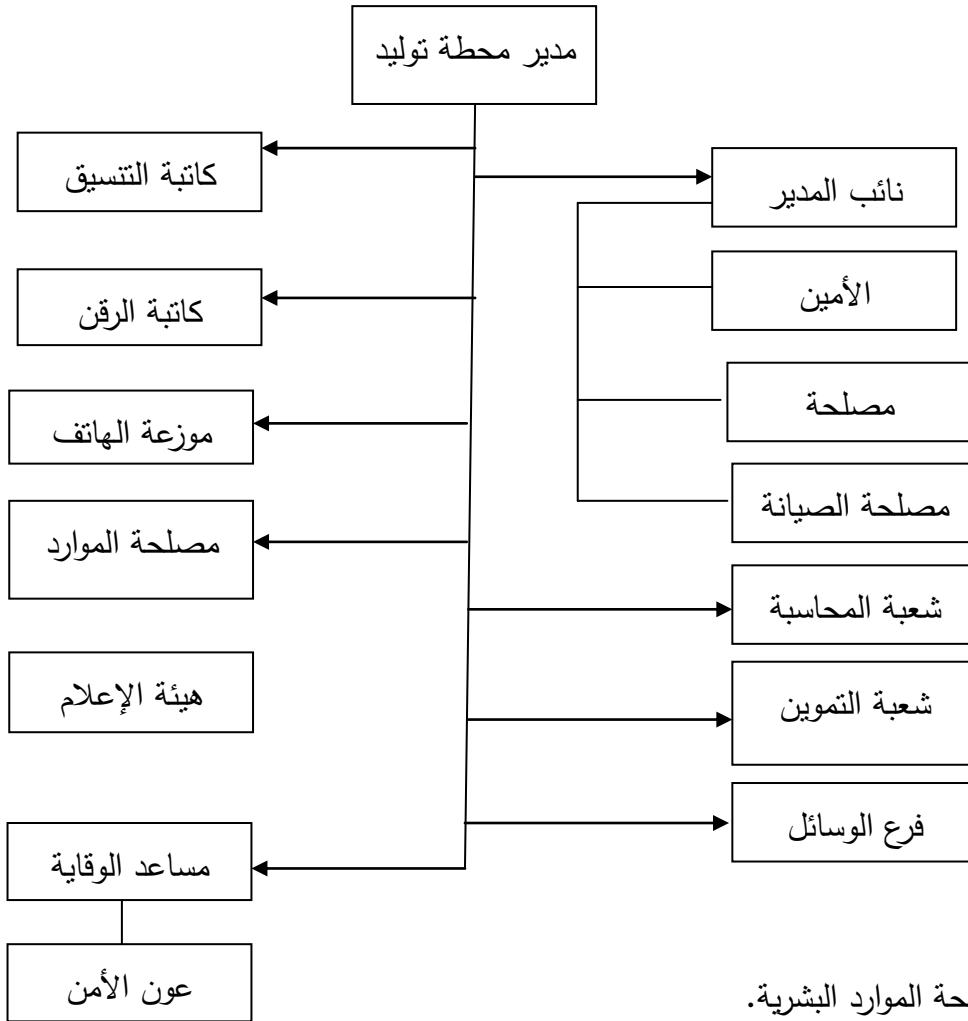 مدير محطة توليد
كاتبة التنسيق
نائب المدير
الأمين
كاتبة الرقن
مصلحة
موزعة الهاتف
مصلحة الصيانة
مصلحة الموارد
شعبة المحاسبة
هيئة الإعلام
شعبة التموين
فرع الوسائل
مساعد الوقاية
عون الأمن
حة الموارد البشرية.